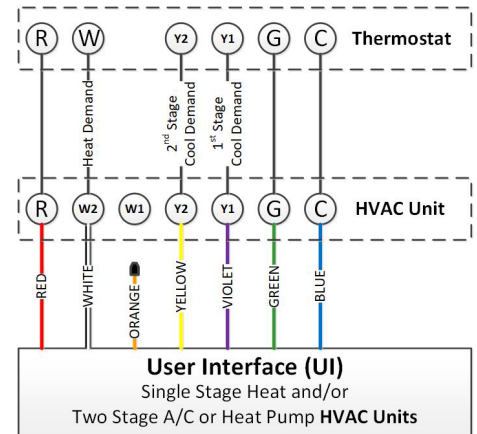 R W Y2 Y1 G C Thermostat
Heat Demand
2nd Stage
Cool Demand
1st Stage
Cool Demand
R W2 W1 Y2 Y1 G C HVAC Unit
RED
WHITE
ORANGE
YELLOW
VIOLET
GREEN
BLUE
User Interface (UI)
Single Stage Heat and/or
Two Stage A/C or Heat Pump HVAC Units